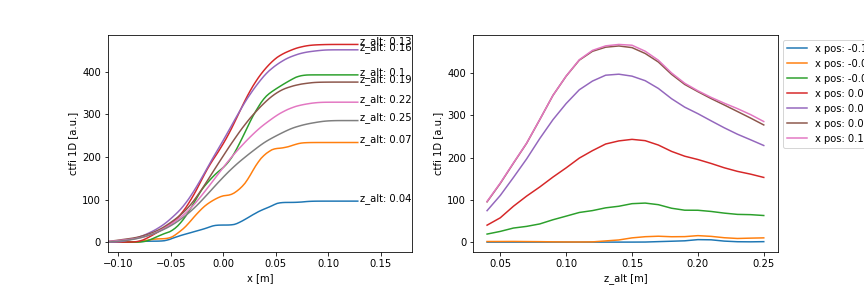 ctfi 1D [a.u.]
400
300
200
100
0
−0.10
−0.05
0.00
0.05
0.10
0.15
x [m]
z_alt: 0.13
z_alt: 0.16
z_alt: 0.1
z_alt: 0.19
z_alt: 0.22
z_alt: 0.25
z_alt: 0.07
z_alt: 0.04
ctfi 1D [a.u.]
400
300
200
100
0
0.05
0.10
0.15
0.20
0.25
z_alt [m]
x pos: -0.1
x pos: -0.0
x pos: -0.0
x pos: 0.0
x pos: 0.0
x pos: 0.0
x pos: 0.1